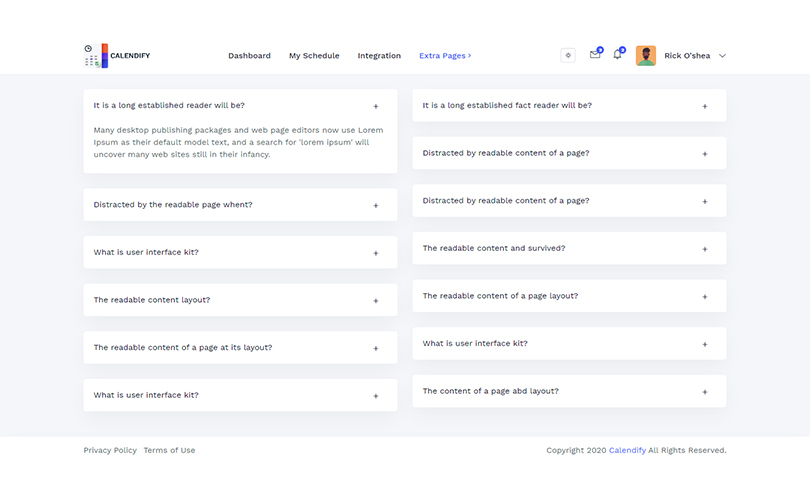 CALENDIFY
Dashboard
My Schedule
Integration
Extra Pages >
Rick O'shea
It is a long established reader will be?
+
Many desktop publishing packages and web page editors now use Lorem
Ipsum as their default model text, and a search for 'lorem ipsum' will
uncover many web sites still in their infancy.
Distracted by the readable page whent?
+
What is user interface kit?
+
The readable content layout?
+
The readable content of a page at its layout?
+
What is user interface kit?
+
It is a long established fact reader will be?
+
Distracted by readable content of a page?
+
Distracted by readable content of a page?
+
The readable content and survived?
+
The readable content of a page layout?
+
What is user interface kit?
+
The content of a page abd layout?
+
Privacy Policy
Terms of Use
Copyright 2020 Calendify All Rights Reserved.